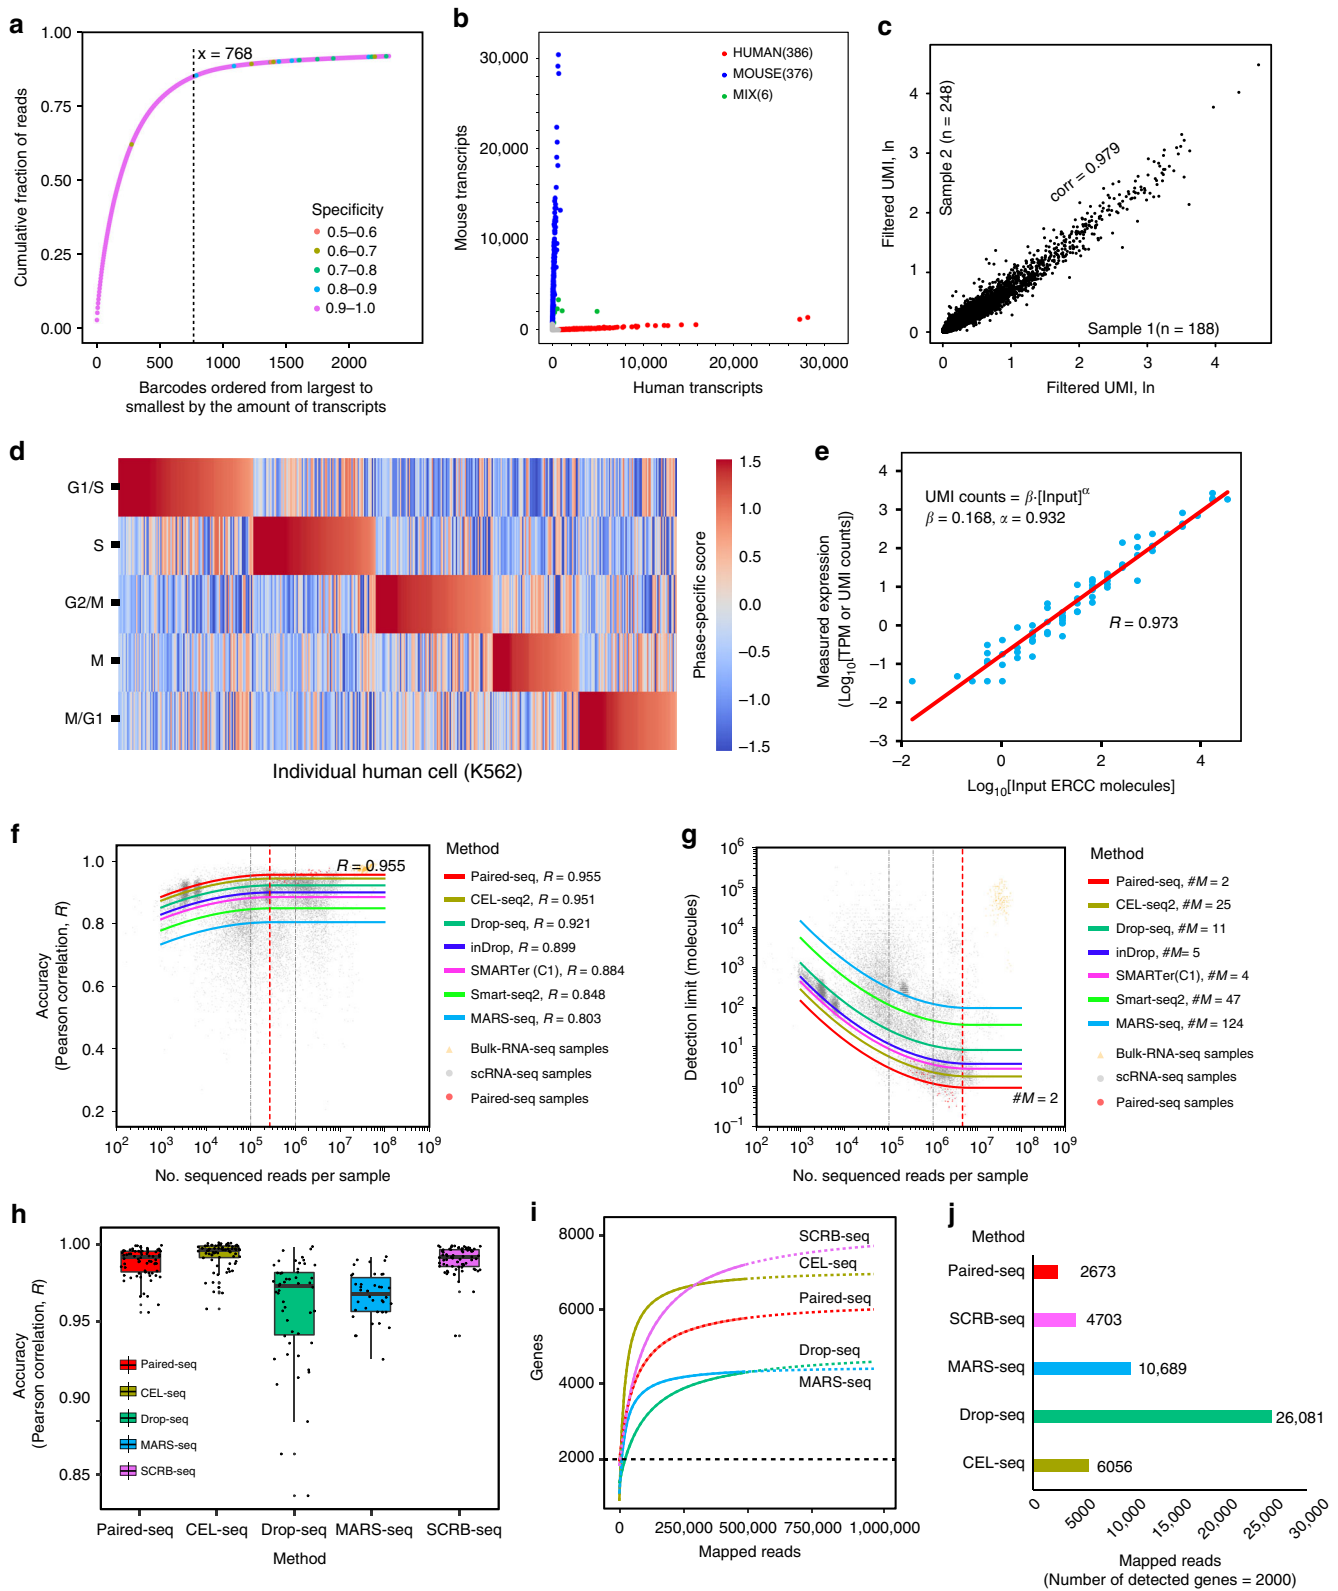 a
1.00
0.75
0.50
0.25
0.00
Cumulative fraction of reads
x = 768
Specificity
0.5–0.6
0.6–0.7
0.7–0.8
0.8–0.9
0.9–1.0
0
500
1000
1500
2000
Barcodes ordered from largest to
smallest by the amount of transcripts
b
30,000
20,000
10,000
0
Mouse transcripts
HUMAN(386)
MOUSE(376)
MIX(6)
0
10,000
20,000
30,000
Human transcripts
c
Filtered UMI, ln
Sample 2 (n = 248)
4
3
2
1
0
corr = 0.979
Sample 1(n = 188)
0
1
2
3
4
Filtered UMI, ln
d
G1/S
S
G2/M
M
M/G1
Individual human cell (K562)
Phase-specific score
1.5
1.0
0.5
0.0
−0.5
−1.0
−1.5
e
Measured expression
(Log10[TPM or UMI counts])
4
3
2
1
0
−1
−2
−3
UMI counts = β·[Input]α
β = 0.168, α = 0.932
R = 0.973
−2
0
2
4
Log10[Input ERCC molecules]
f
Accuracy
(Pearson correlation, R)
1.0
0.8
0.6
0.4
0.2
R = 0.955
10² 10³ 10⁴ 10⁵ 10⁶ 10⁷ 10⁸ 10⁹
No. sequenced reads per sample
Method
Paired-seq, R = 0.955
CEL-seq2, R = 0.951
Drop-seq, R = 0.921
inDrop, R = 0.899
SMARTer (C1), R = 0.884
Smart-seq2, R = 0.848
MARS-seq, R = 0.803
Bulk-RNA-seq samples
scRNA-seq samples
Paired-seq samples
g
Detection limit (molecules)
10⁶
10⁵
10⁴
10³
10²
10¹
10⁰
10⁻¹
#M = 2
10² 10³ 10⁴ 10⁵ 10⁶ 10⁷ 10⁸ 10⁹
No. sequenced reads per sample
Method
Paired-seq, #M = 2
CEL-seq2, #M = 25
Drop-seq, #M = 11
inDrop, #M= 5
SMARTer(C1), #M = 4
Smart-seq2, #M = 47
MARS-seq, #M = 124
Bulk-RNA-seq samples
scRNA-seq samples
Paired-seq samples
h
Accuracy
(Pearson correlation, R)
1.00
0.95
0.90
0.85
Paired-seq
CEL-seq
Drop-seq
MARS-seq
SCRB-seq
Paired-seq
CEL-seq
Drop-seq
MARS-seq
SCRB-seq
Method
i
Genes
8000
6000
4000
2000
SCRB-seq
CEL-seq
Paired-seq
Drop-seq
MARS-seq
0
250,000
500,000
750,000
1,000,000
Mapped reads
j
Method
Paired-seq
2673
SCRB-seq
4703
MARS-seq
10,689
Drop-seq
26,081
CEL-seq
6056
0
5000
10,000
15,000
20,000
25,000
30,000
Mapped reads
(Number of detected genes = 2000)